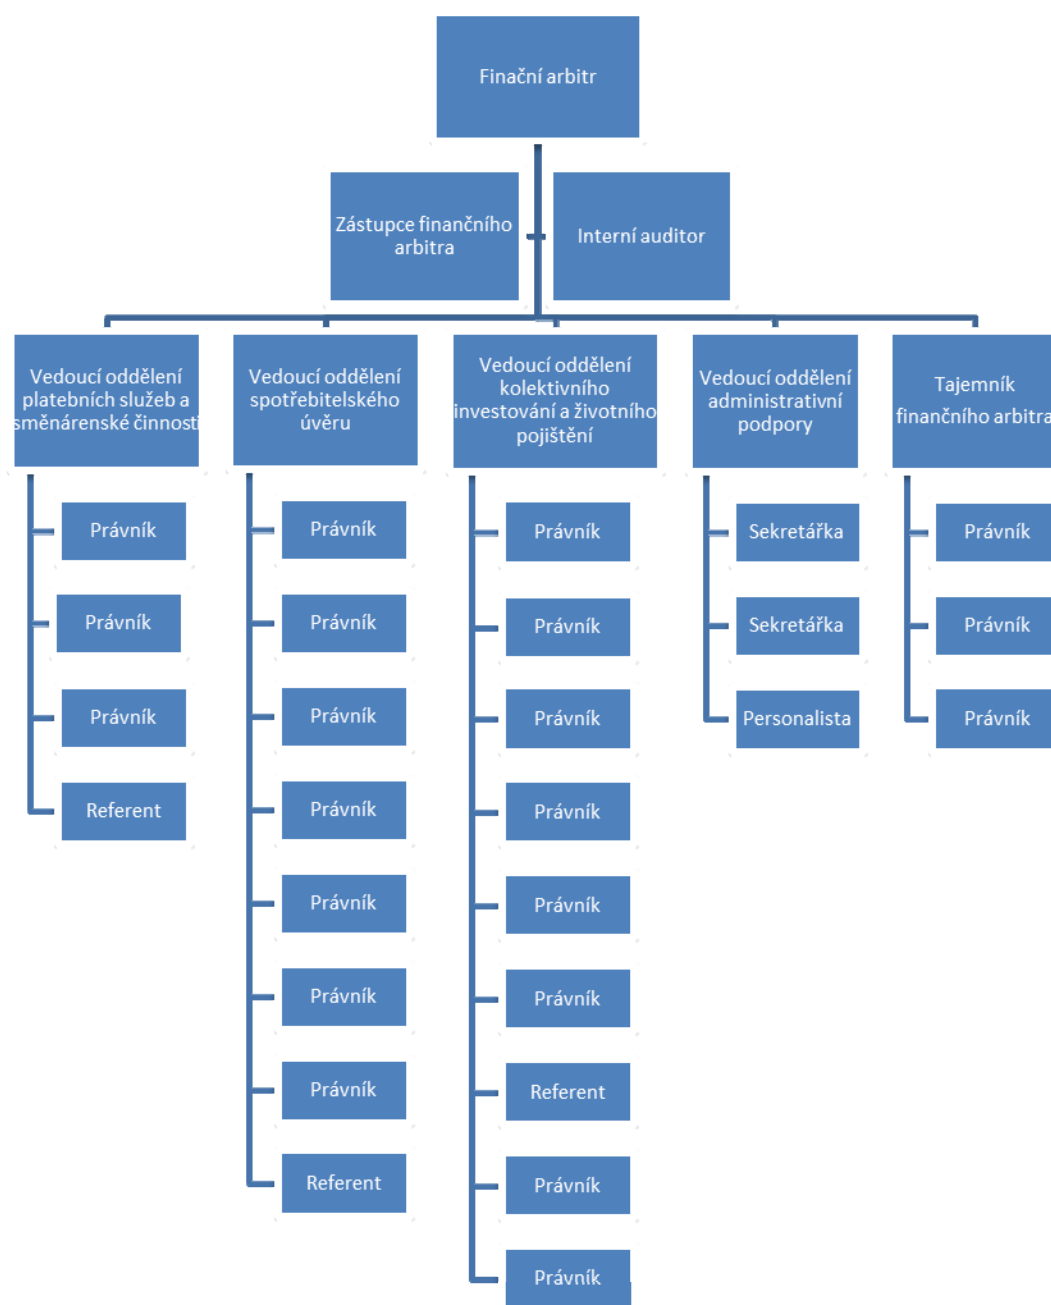 Finační arbitr
Zástupce finančního
arbitra
Interní auditor
Vedoucí oddělení
platebních služeb a
směnárenské činnosti
Právník
Právník
Právník
Referent
Vedoucí oddělení
spotřebitelského
úvěru
Právník
Právník
Právník
Právník
Právník
Právník
Právník
Referent
Vedoucí oddělení
kolektivního
investování a životního
pojištění
Právník
Právník
Právník
Právník
Právník
Právník
Referent
Právník
Právník
Vedoucí oddělení
administrativní
podpory
Sekretářka
Sekretářka
Personalista
Tajemník
finančního arbitra
Právník
Právník
Právník